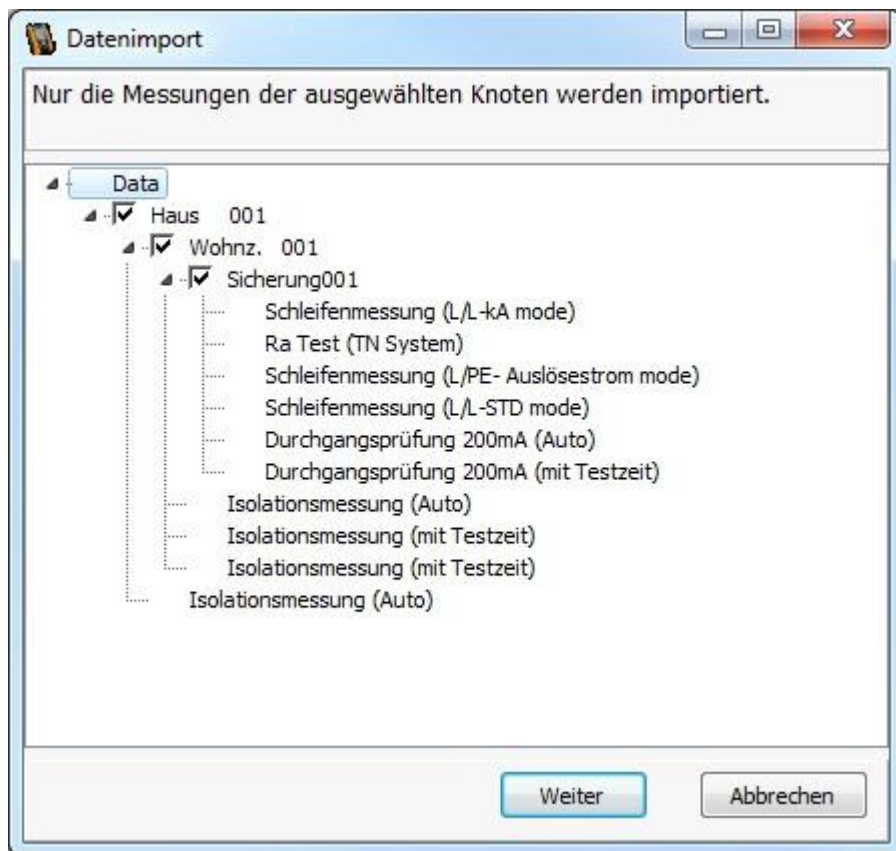 Datenimport
Nur die Messungen der ausgewählten Knoten werden importiert.
Data
Haus 001
Wohnz. 001
Sicherung001
Schleifenmessung (L/L-kA mode)
Ra Test (TN System)
Schleifenmessung (L/PE- Auslösestrom mode)
Schleifenmessung (L/L-STD mode)
Durchgangsprüfung 200mA (Auto)
Durchgangsprüfung 200mA (mit Testzeit)
Isolationsmessung (Auto)
Isolationsmessung (mit Testzeit)
Isolationsmessung (mit Testzeit)
Isolationsmessung (Auto)
Weiter
Abbrechen